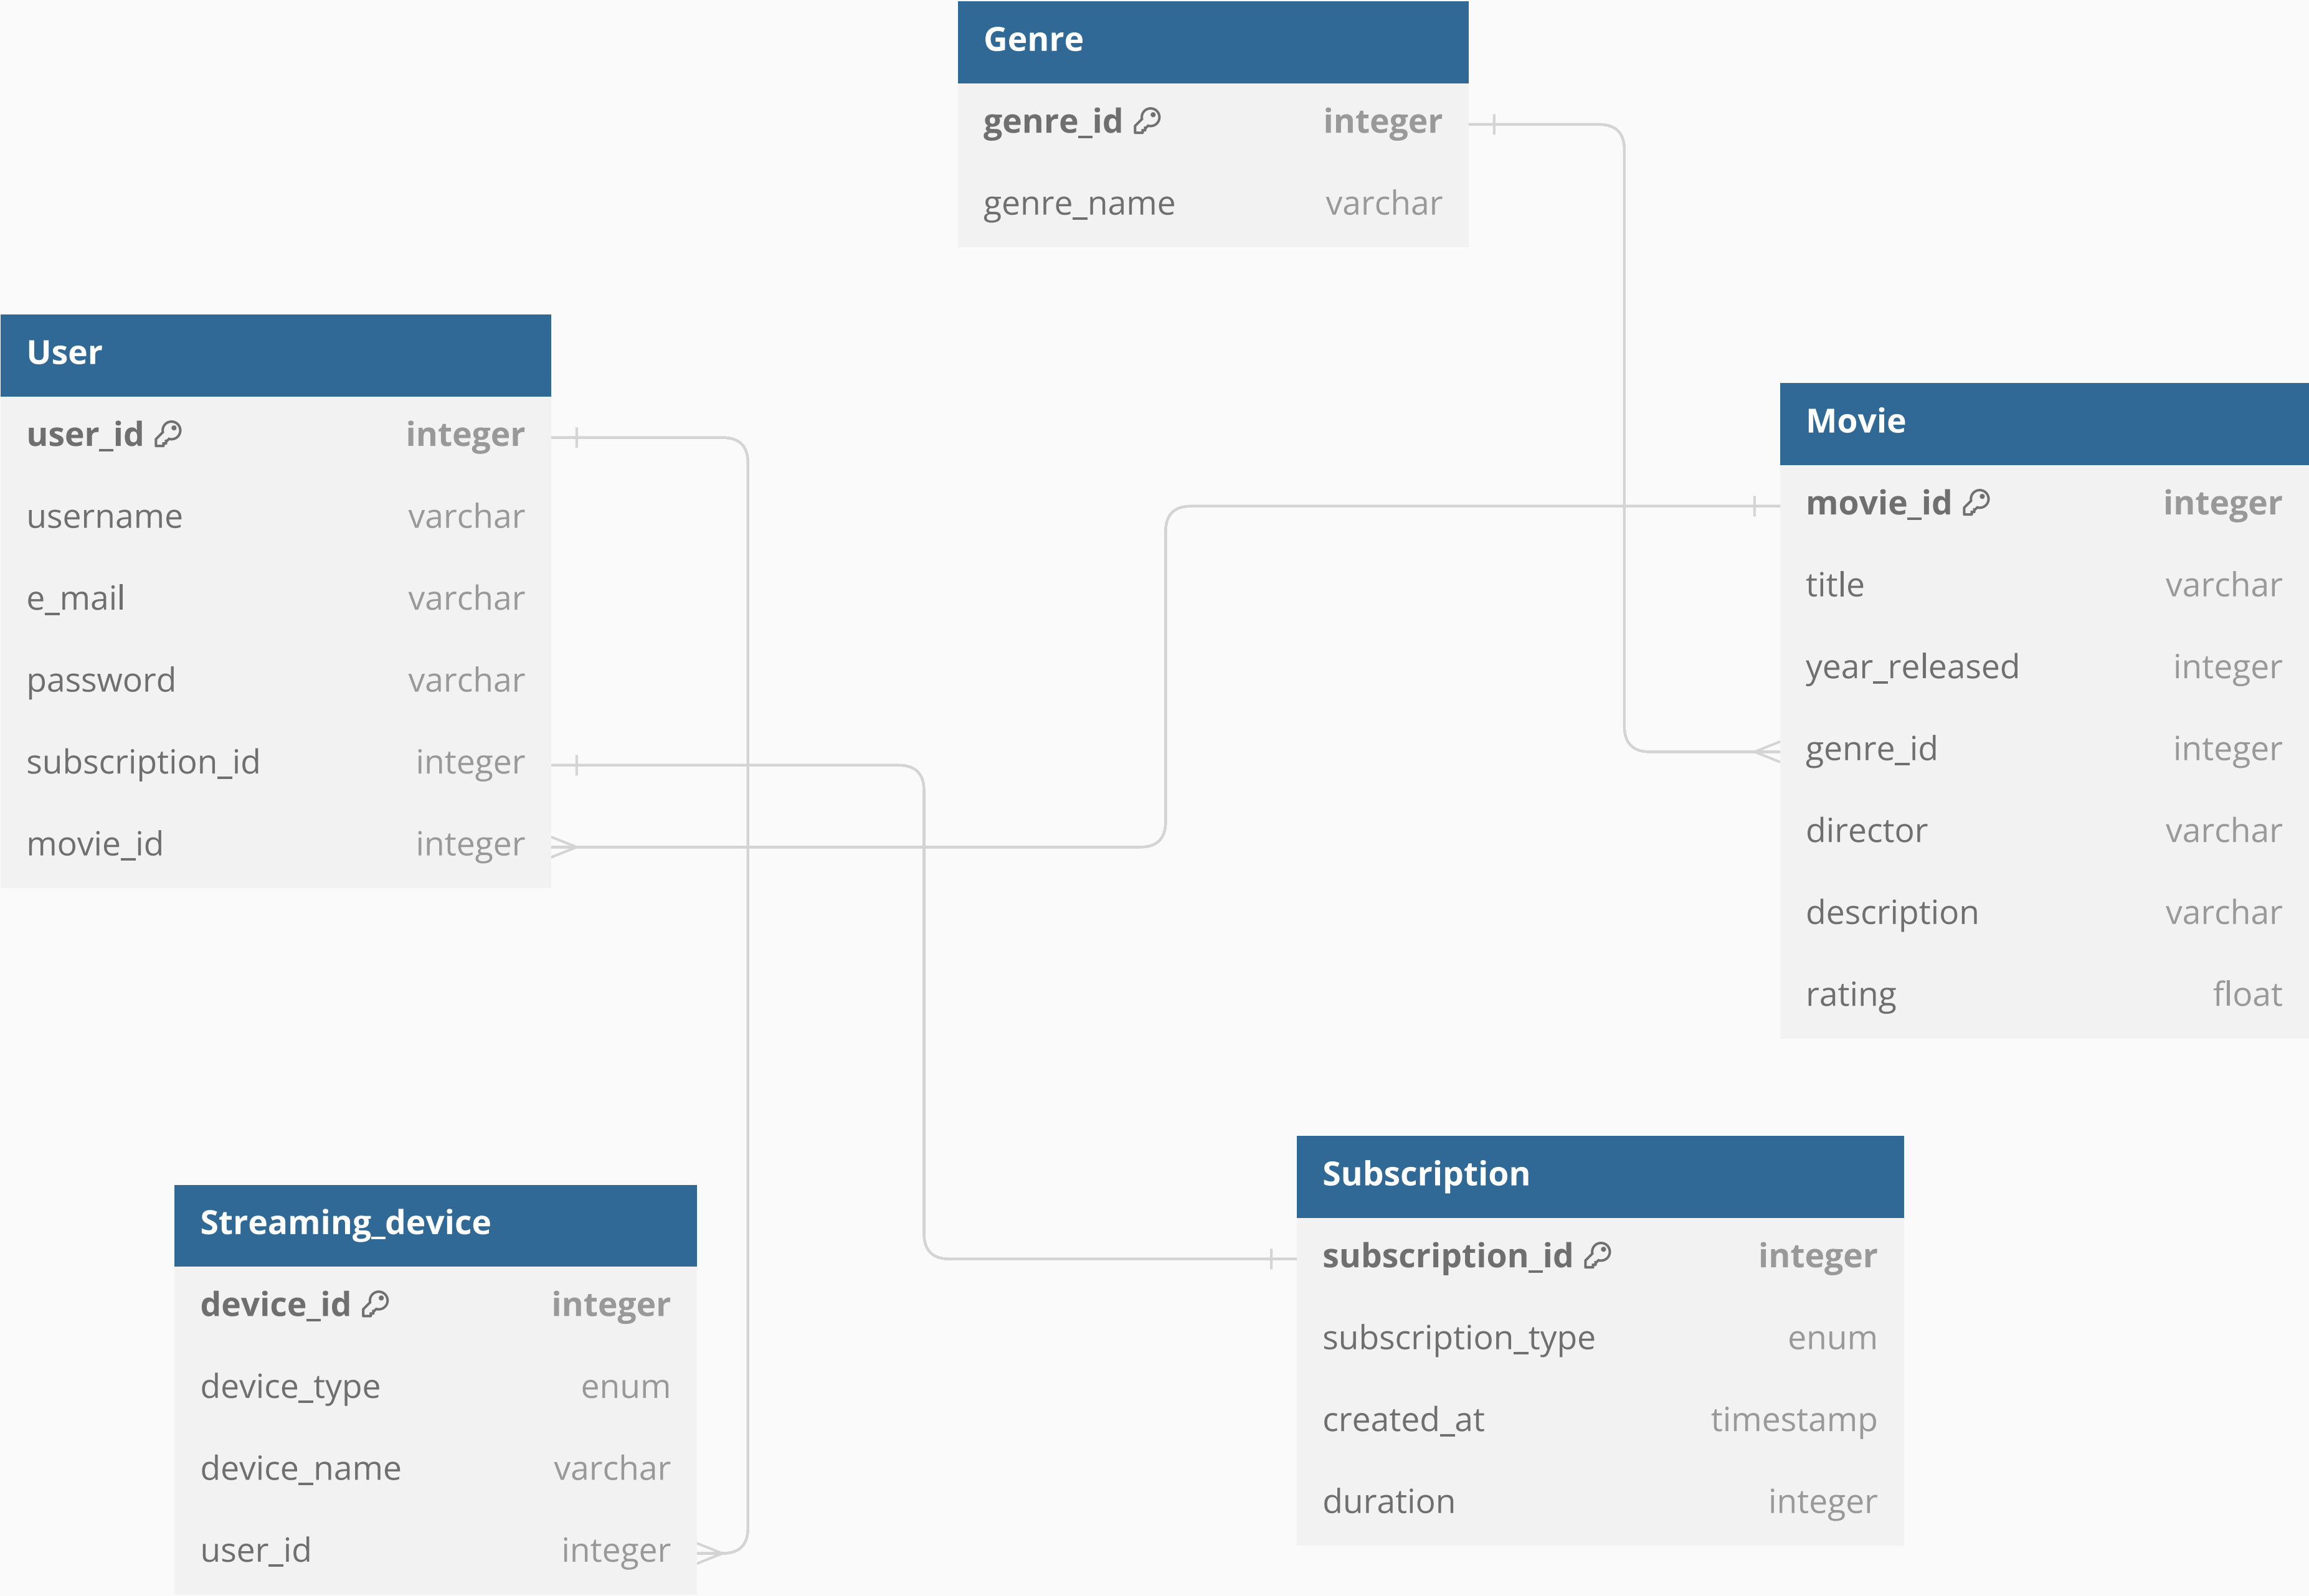 Genre
genre_id integer
genre_name varchar
User
user_id integer
username varchar
e_mail varchar
password varchar
subscription_id integer
movie_id integer
Movie
movie_id integer
title varchar
year_released integer
genre_id integer
director varchar
description varchar
rating float
Streaming_device
device_id integer
device_type enum
device_name varchar
user_id integer
Subscription
subscription_id integer
subscription_type enum
created_at timestamp
duration integer